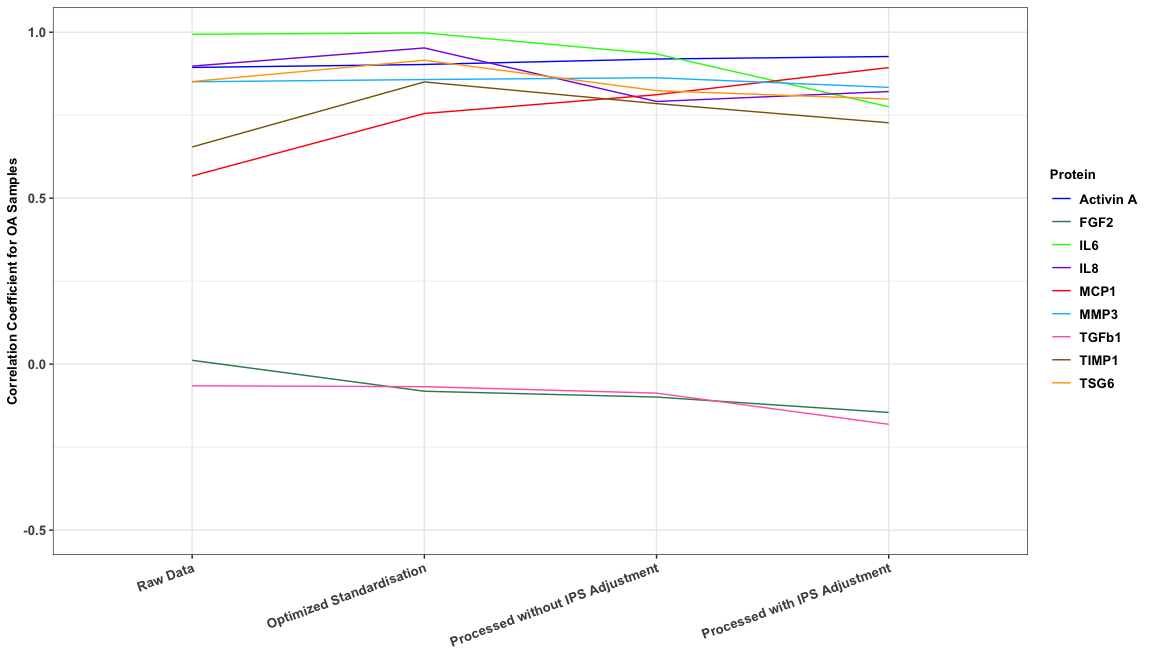 Correlation Coefficient for OA Samples
1.0
0.5
0.0
-0.5
Raw Data
Optimized Standardisation
Processed without IPS Adjustment
Processed with IPS Adjustment
Protein
Activin A
FGF2
IL6
IL8
MCP1
MMP3
TGFb1
TIMP1
TSG6